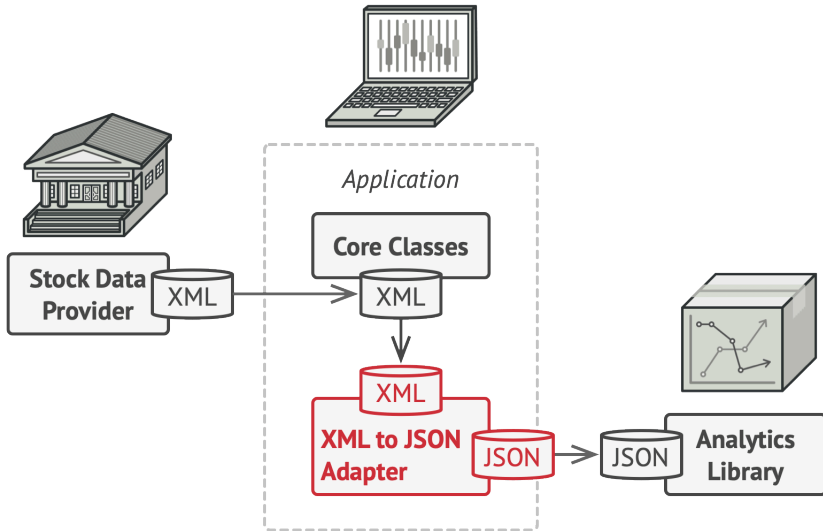 Application
Core Classes
XML
Stock Data
Provider
XML
XML
XML to JSON
Adapter
JSON
JSON
Analytics
Library